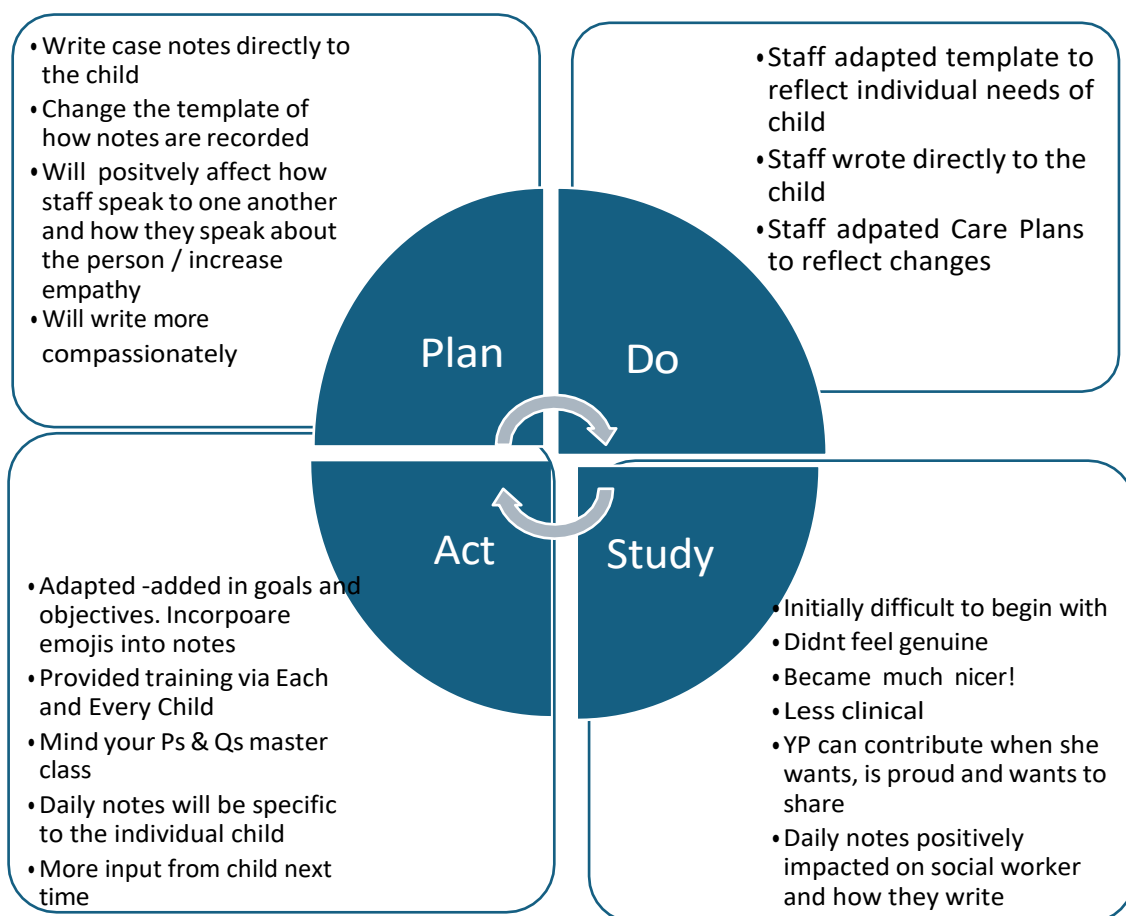 • Write case notes directly to
the child
• Change the template of
how notes are recorded
• Will positvely affect how
staff speak to one another
and how they speak about
the person / increase
empathy
• Will write more
compassionately
• Staff adapted template to
reflect individual needs of
child
• Staff wrote directly to the
child
• Staff adpated Care Plans
to reflect changes
Plan
Do
Act
Study
• Adapted -added in goals and
objectives. Incorpoare
emojis into notes
• Provided training via Each
and Every Child
• Mind your Ps & Qs master
class
• Daily notes will be specific
to the individual child
• More input from child next
time
• Initially difficult to begin with
• Didnt feel genuine
• Became much nicer!
• Less clinical
• YP can contribute when she
wants, is proud and wants to
share
• Daily notes positively
impacted on social worker
and how they write